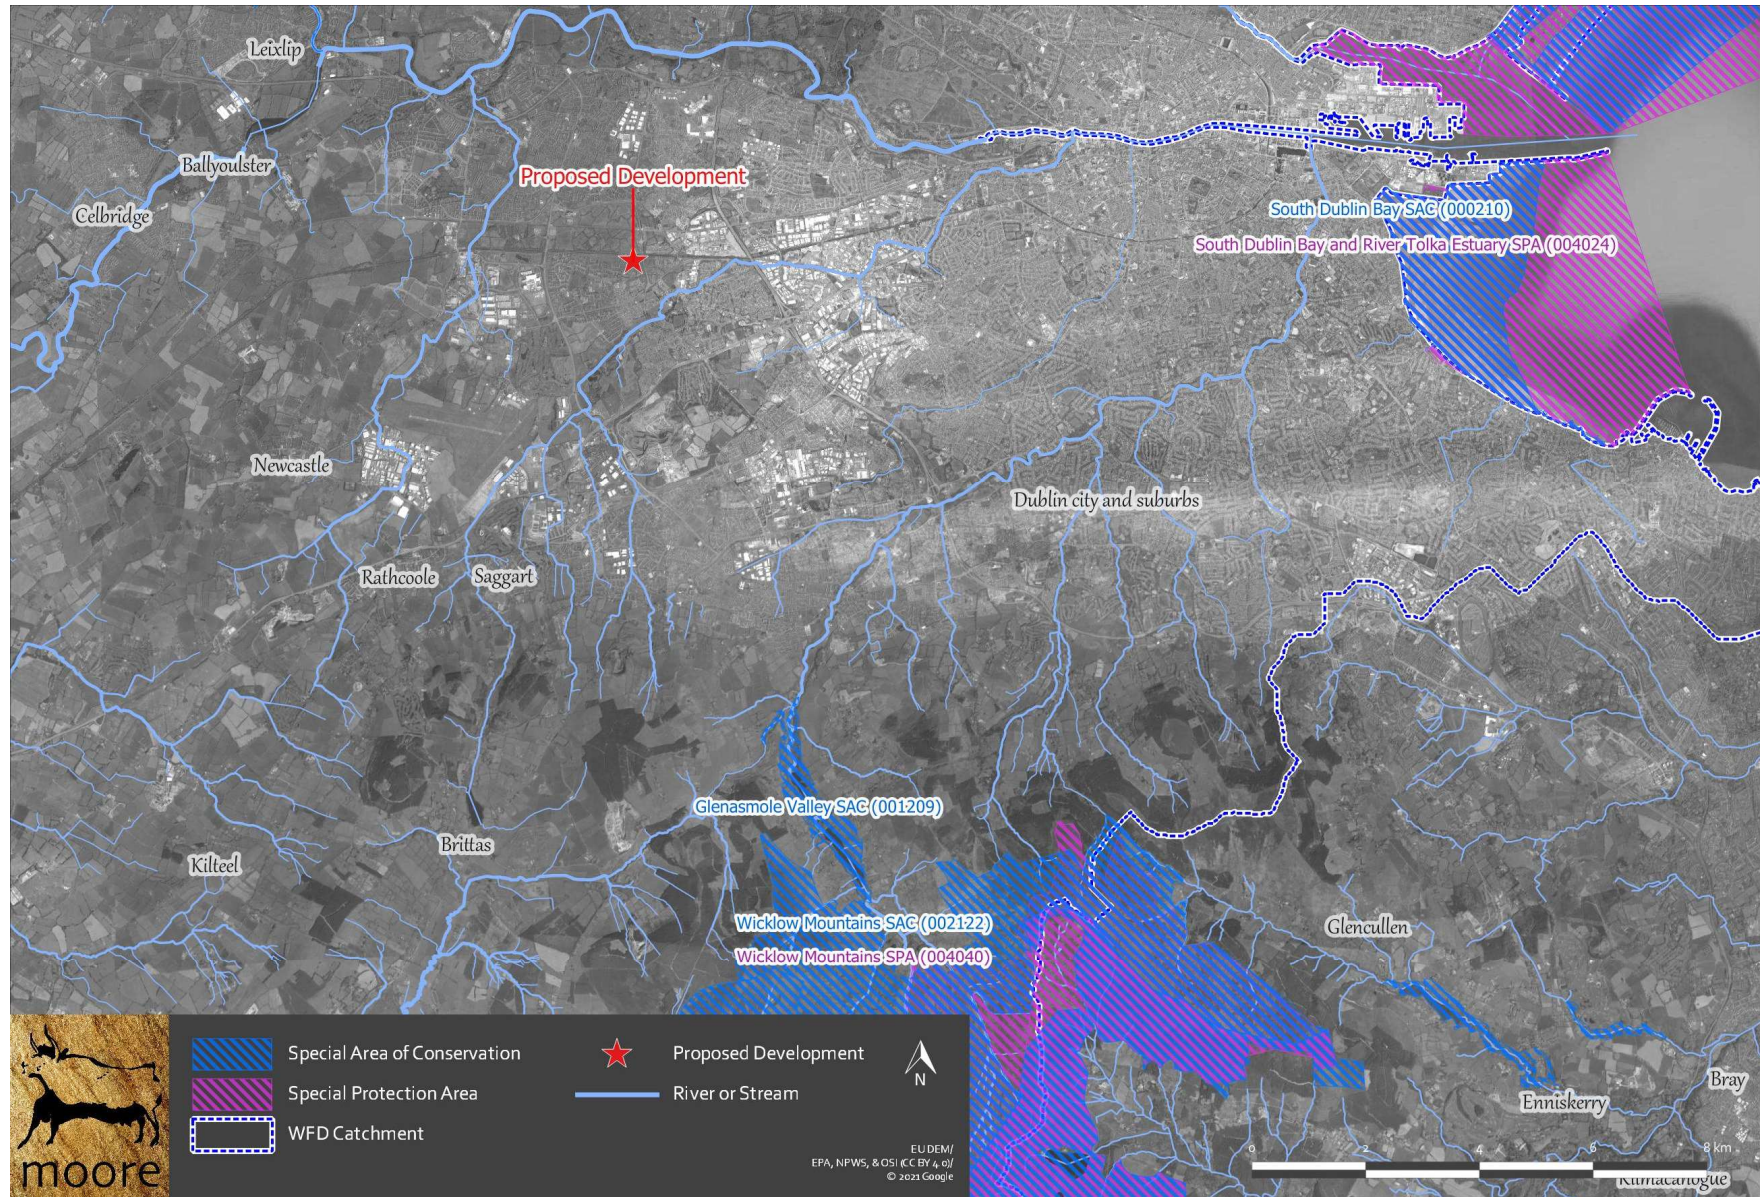 Leixlip
Ballyoulster
Celbridge
Proposed Development
South Dublin Bay SAC (000210)
South Dublin Bay and River Tolka Estuary SPA (004024)
Newcastle
Dublin city and suburbs
Rathcoole
Saggart
Glenasmole Valley SAC (001209)
Brittas
Kilteel
Wicklow Mountains SAC (002122)
Wicklow Mountains SPA (004040)
Glencullen
Bray
Enniskerry
Kilmacanogue
Special Area of Conservation
Special Protection Area
WFD Catchment
Proposed Development
River or Stream
N
EU DEM/
EPA, NPWS, & OSI (CC BY 4.0)/
© 2021 Google
0 2 4 6 8 km
moore